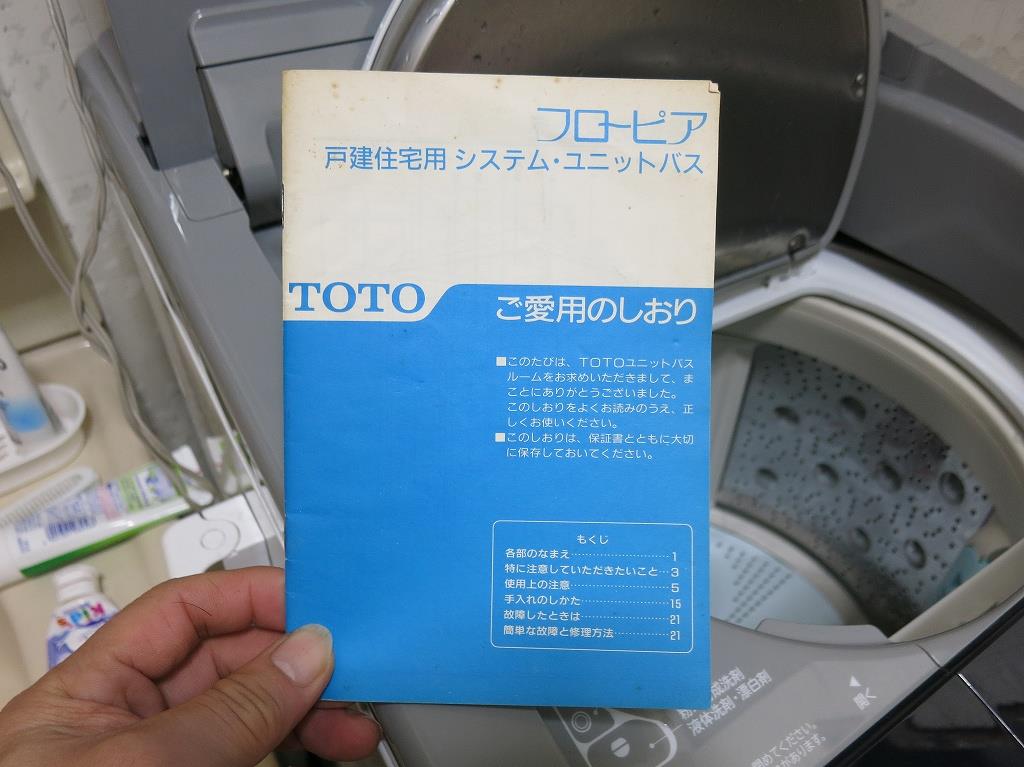 フローピア
戸建住宅用 システム・ユニットバス
TOTO
ご愛用のしおり
■このたびは、TOTOユニットバス
ルームをお求めいただきまして、ま
ことにありがとうございました。
このしおりをよくお読みのうえ、正
しくお使いください。
■このしおりは、保証書とともに大切
に保存しておいてください。
もくじ
各部のなまえ…………………………1
特に注意していただきたいこと…3
使用上の注意…………………………5
手入れのしかた………………………15
故障したときは………………………21
簡単な故障と修理方法……………21
成洗剤
液体洗剤・漂白剤
開く
Kid's